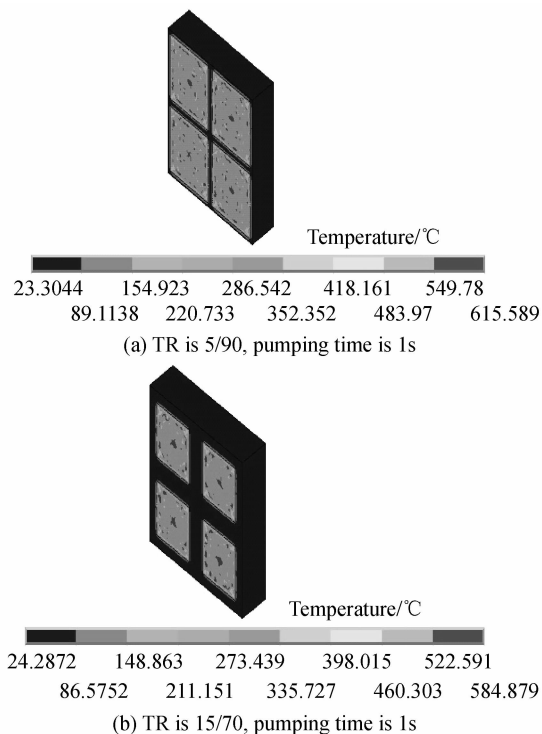 Temperature/℃
23.3044 154.923 286.542 418.161 549.78
89.1138 220.733 352.352 483.97 615.589
(a) TR is 5/90, pumping time is 1s
Temperature/℃
24.2872 148.863 273.439 398.015 522.591
86.5752 211.151 335.727 460.303 584.879
(b) TR is 15/70, pumping time is 1s